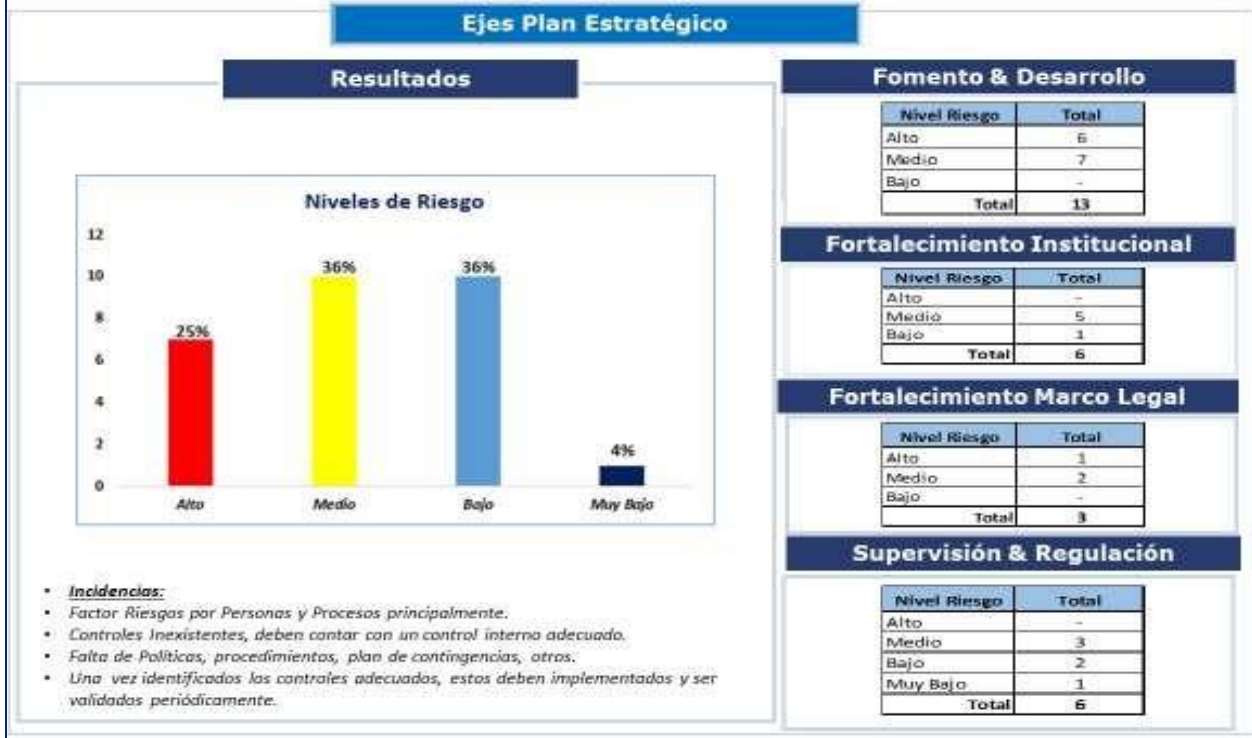 Ejes Plan Estratégico
Resultados
Niveles de Riesgo
12
10
8
6
4
2
0
25%
36%
36%
4%
Alto
Medio
Bajo
Muy Bajo
• Incidencias:
• Factor Riesgos por Personas y Procesos principalmente.
• Controles Inexistentes, deben contar con un control interno adecuado.
• Falta de Políticas, procedimientos, plan de contingencias, otros.
• Una vez identificados los controles adecuados, estos deben implementados y ser
validados periódicamente.
Fomento & Desarrollo
Nivel Riesgo Total
Alto 6
Medio 7
Bajo -
Total 13
Fortalecimiento Institucional
Nivel Riesgo Total
Alto -
Medio 5
Bajo 1
Total 6
Fortalecimiento Marco Legal
Nivel Riesgo Total
Alto 1
Medio 2
Bajo -
Total 3
Supervisión & Regulación
Nivel Riesgo Total
Alto -
Medio 3
Bajo 2
Muy Bajo 1
Total 6